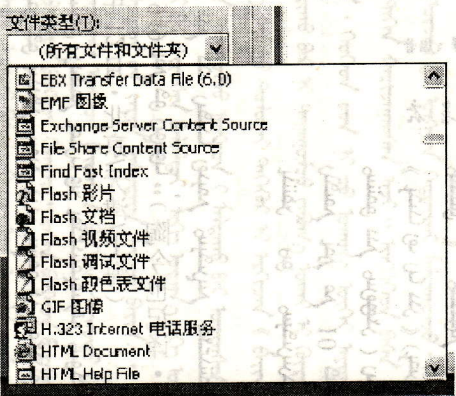 文件类型(T):
(所有文件和文件夹)
EBX Transfer Data File (6.0)
EMF 图像
Exchange Server Content Source
File Share Content Source
Find Fast Index
Flash 影片
Flash 文档
Flash 视频文件
Flash 调试文件
Flash 颜色表文件
GIF 图像
H.323 Internet 电话服务
HTML Document
HTML Help File